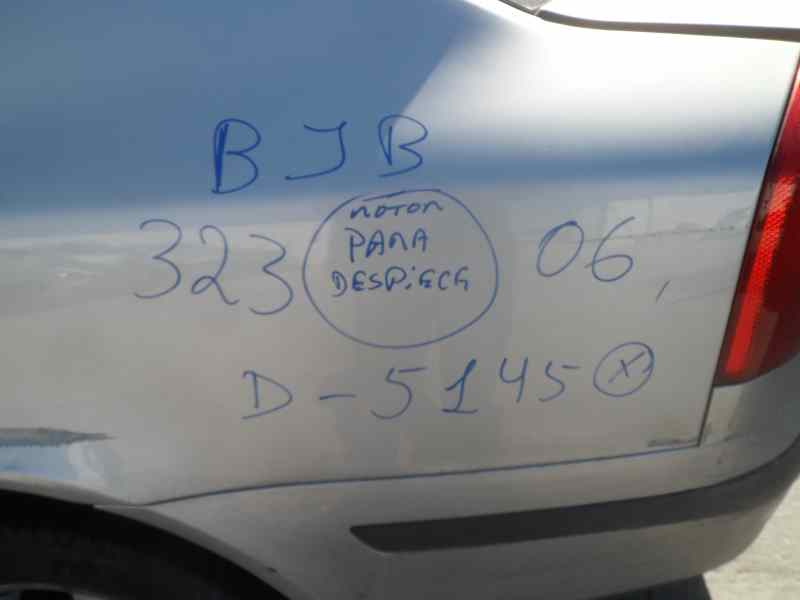 BJB
323 06
MOTOR
PARA
DESPiECE
D-5145 X